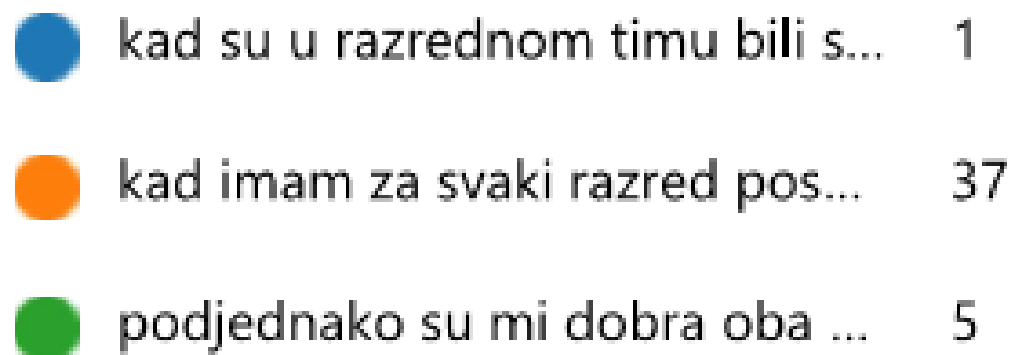 kad su u razrednom timu bili s... 1
kad imam za svaki razred pos... 37
podjednako su mi dobra oba ... 5